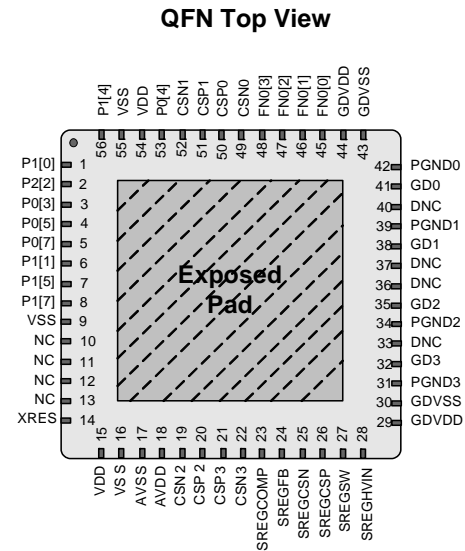 QFN Top View
P1[4] VSS VDD P0[4] CSN1 CSP1 CSP0 CSN0 FN0[3] FN0[2] FN0[1] FN0[0] GDVDD GDVSS
56 55 54 53 52 51 50 49 48 47 46 45 44 43
P1[0] 1
P2[2] 2
P0[3] 3
P0[5] 4
P0[7] 5
P1[1] 6
P1[5] 7
P1[7] 8
VSS 9
NC 10
NC 11
NC 12
NC 13
XRES 14
Exposed
Pad
42 PGND0
41 GD0
40 DNC
39 PGND1
38 GD1
37 DNC
36 DNC
35 GD2
34 PGND2
33 DNC
32 GD3
31 PGND3
30 GDVSS
29 GDVDD
15 16 17 18 19 20 21 22 23 24 25 26 27 28
VDD VSS AVSS AVDD CSN2 CSP2 CSP3 CSN3 SREGCOMP SREGFB SREGCSN SREGCSP SREGSW SREGHVIN